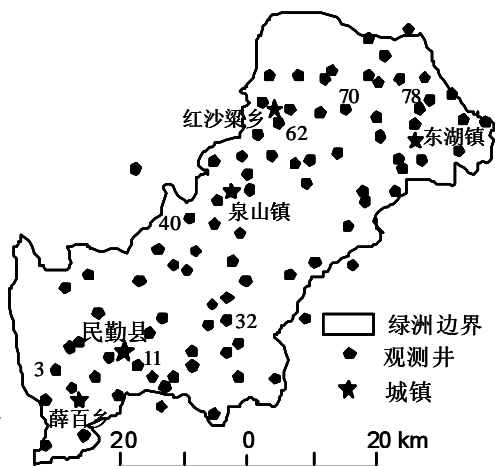 70
78
红沙梁乡
62
东湖镇
泉山镇
40
民勤县
32
绿洲边界
3
11
观测井
城镇
薛百乡
20 0 20 km